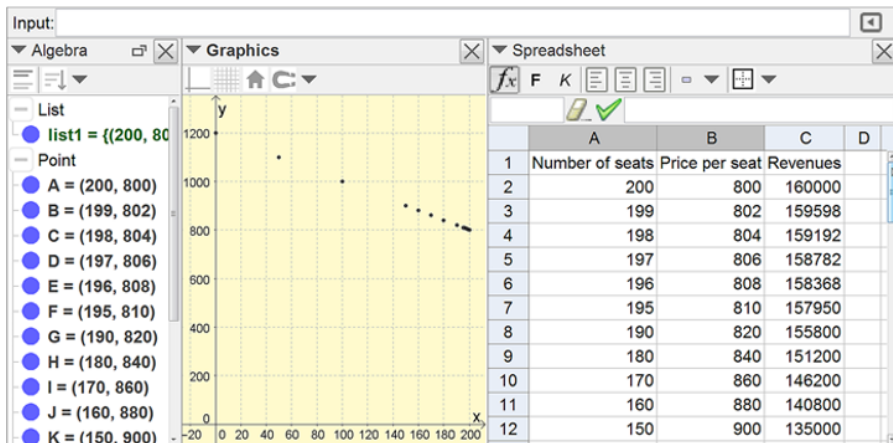 Input:
Algebra
List
list1 = {(200, 80
Point
A = (200, 800)
B = (199, 802)
C = (198, 804)
D = (197, 806)
E = (196, 808)
F = (195, 810)
G = (190, 820)
H = (180, 840)
I = (170, 860)
J = (160, 880)
K = (150, 900)
Graphics
y
1200
1000
800
600
400
200
0
x
-20 0 20 40 60 80 100 120 140 160 180 200
Spreadsheet
fx F K
A B C D
1 Number of seats Price per seat Revenues
2 200 800 160000
3 199 802 159598
4 198 804 159192
5 197 806 158782
6 196 808 158368
7 195 810 157950
8 190 820 155800
9 180 840 151200
10 170 860 146200
11 160 880 140800
12 150 900 135000